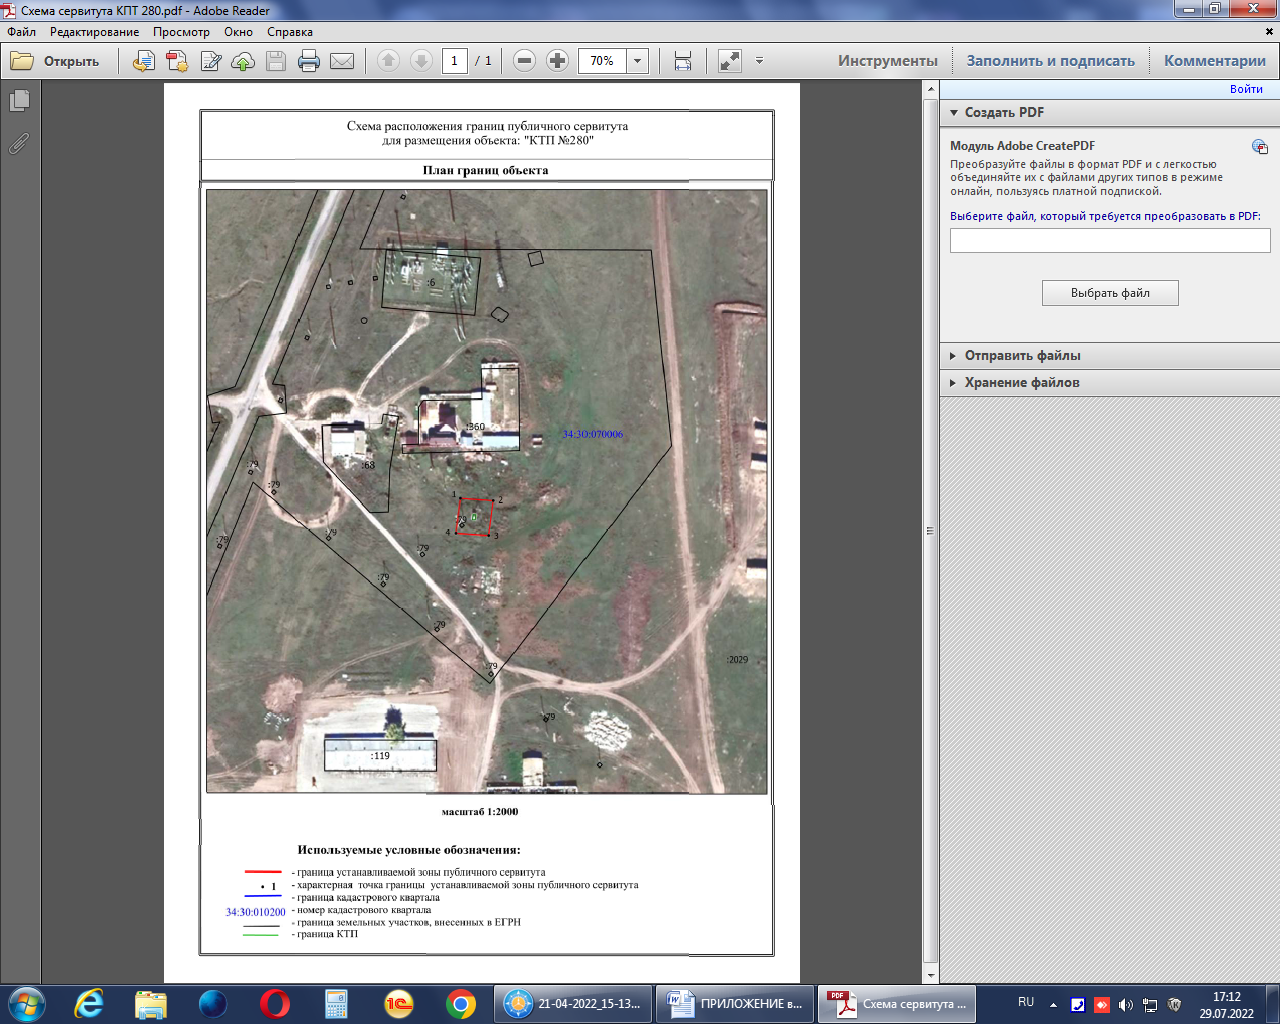 Схема сервитута КПТ 280.pdf - Adobe Reader
Файл Редактирование Просмотр Окно Справка
Открыть 1 / 1 70% Инструменты Заполнить и подписать Комментарии
Войти
Создать PDF
Модуль Adobe CreatePDF
Преобразуйте файлы в формат PDF и с легкостью
объединяйте их с файлами других типов в режиме
онлайн, пользуясь платной подпиской.
Выберите файл, который требуется преобразовать в PDF:
Выбрать файл
Отправить файлы
Хранение файлов
Схема расположения границ публичного сервитута
для размещения объекта: "КТП №280"
План границ объекта
:6
:360
34:30:070006
:68
:79
:79
1
2
:79
:79
4
3
:79
:79
:79
:79
:79
:2029
:79
:119
масштаб 1:2000
Используемые условные обозначения:
- граница устанавливаемой зоны публичного сервитута
1 - характерная точка границы устанавливаемой зоны публичного сервитута
- граница кадастрового квартала
34:30:010200 - номер кадастрового квартала
- граница земельных участков, внесенных в ЕГРН
- граница КТП
21-04-2022_15-13... ПРИЛОЖЕНИЕ в... Схема сервитута ... RU 17:12
29.07.2022